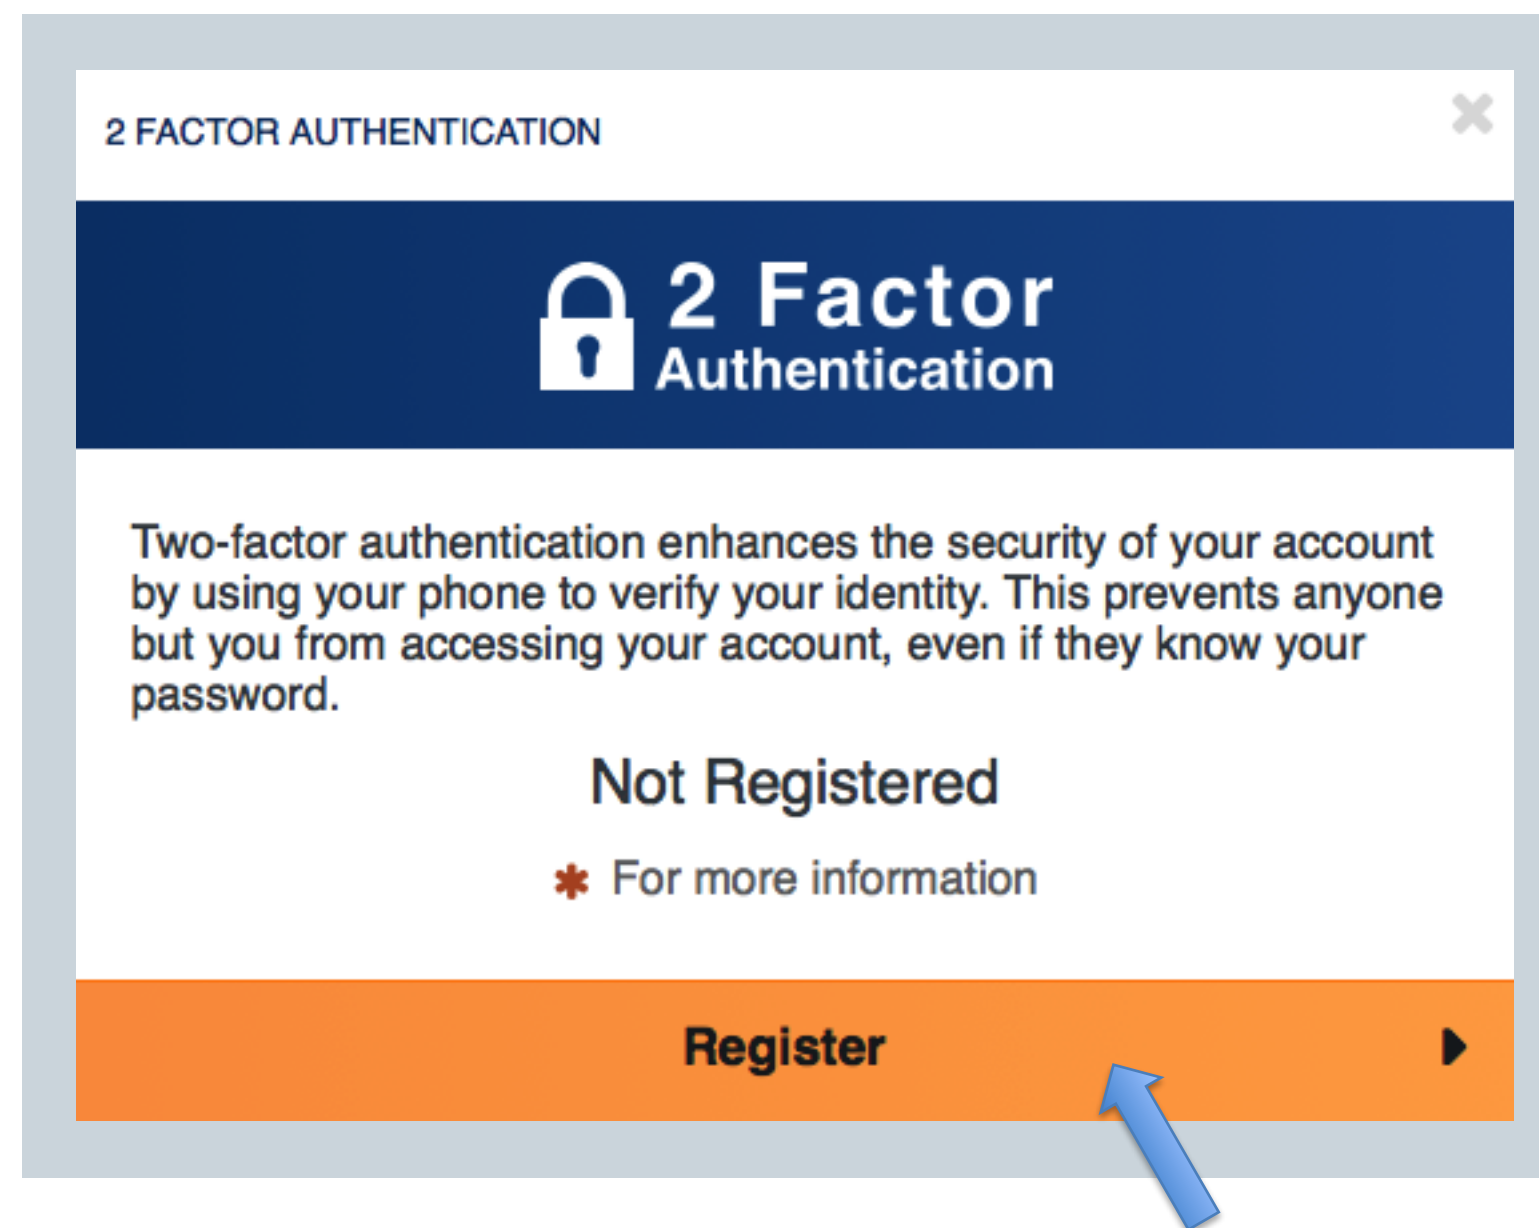 2 FACTOR AUTHENTICATION
2 Factor
Authentication
Two-factor authentication enhances the security of your account
by using your phone to verify your identity. This prevents anyone
but you from accessing your account, even if they know your
password.
Not Registered
✱ For more information
Register